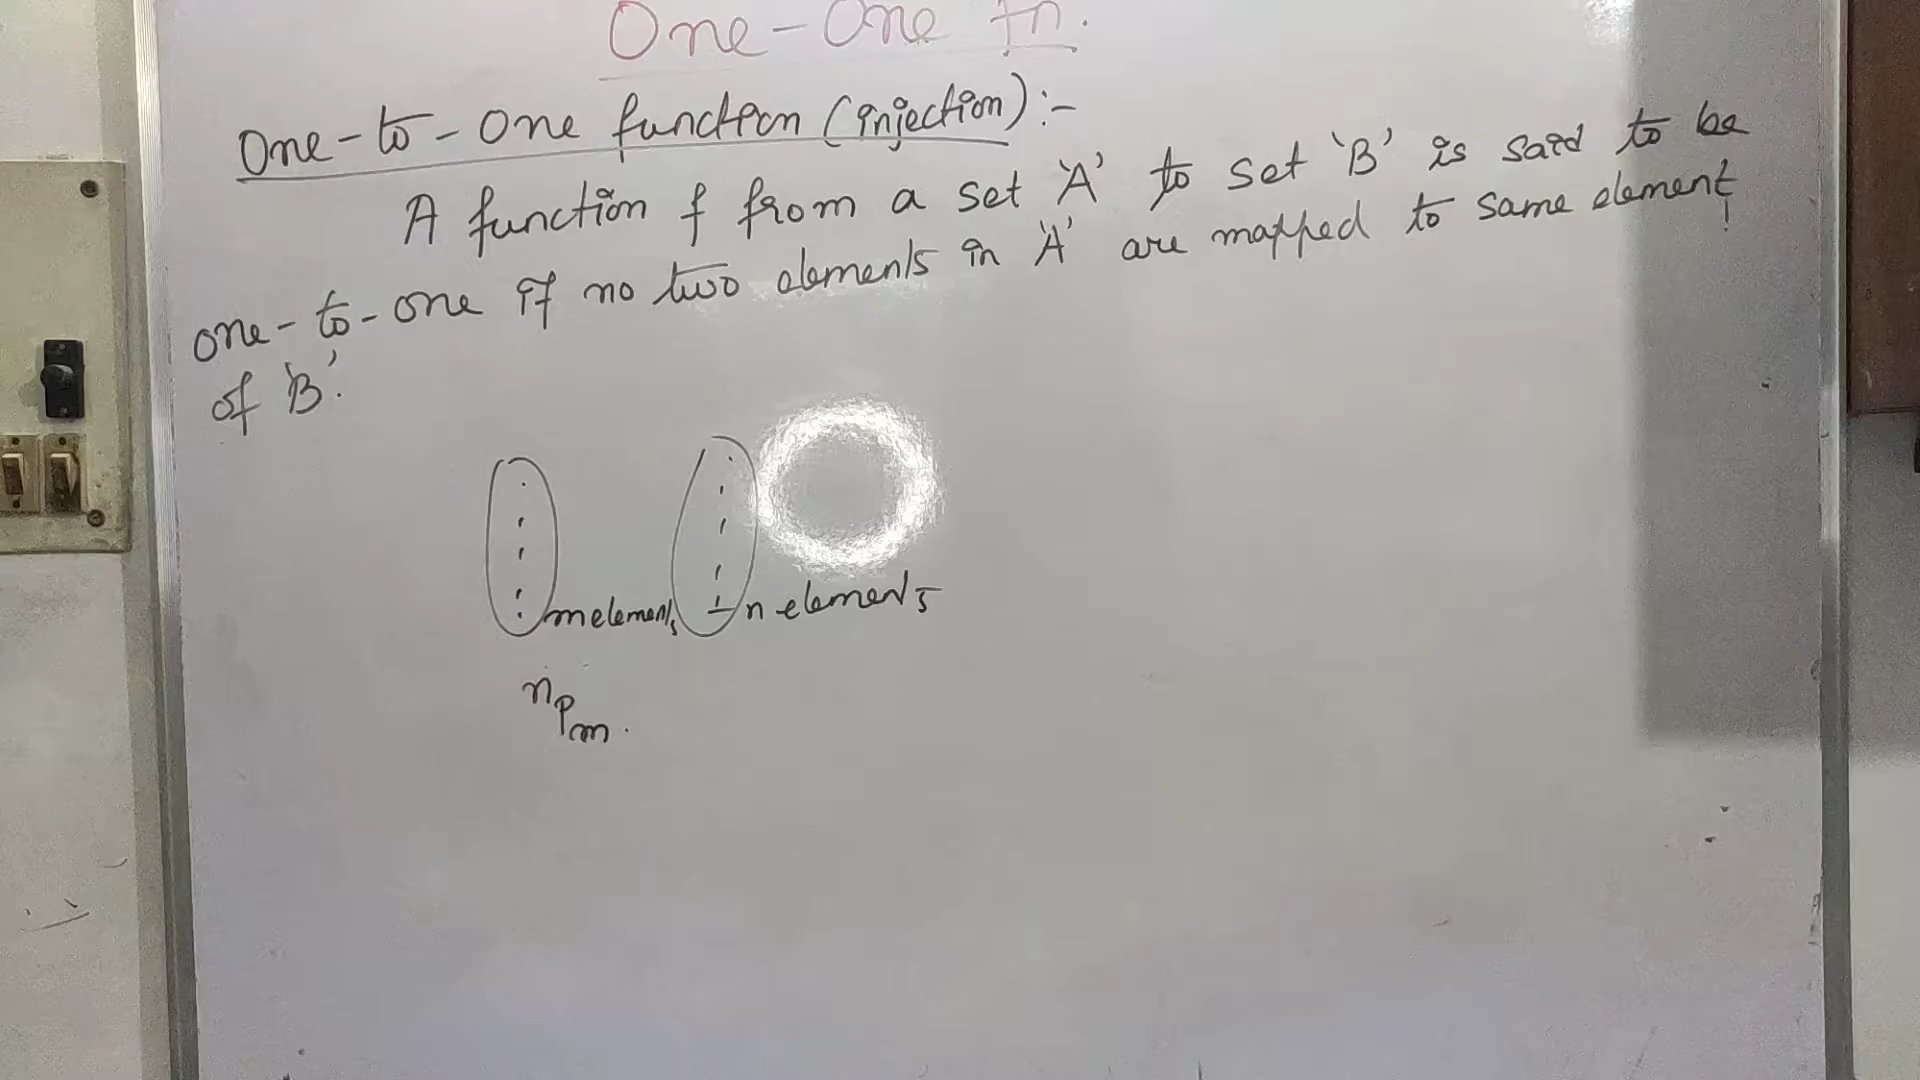 One-One fn.
One-to-One function (injection):-
A function f from a set 'A' to set 'B' is said to be
one-to-one if no two elements in 'A' are mapped to same element
of 'B'.
m elements n elements
nPm.